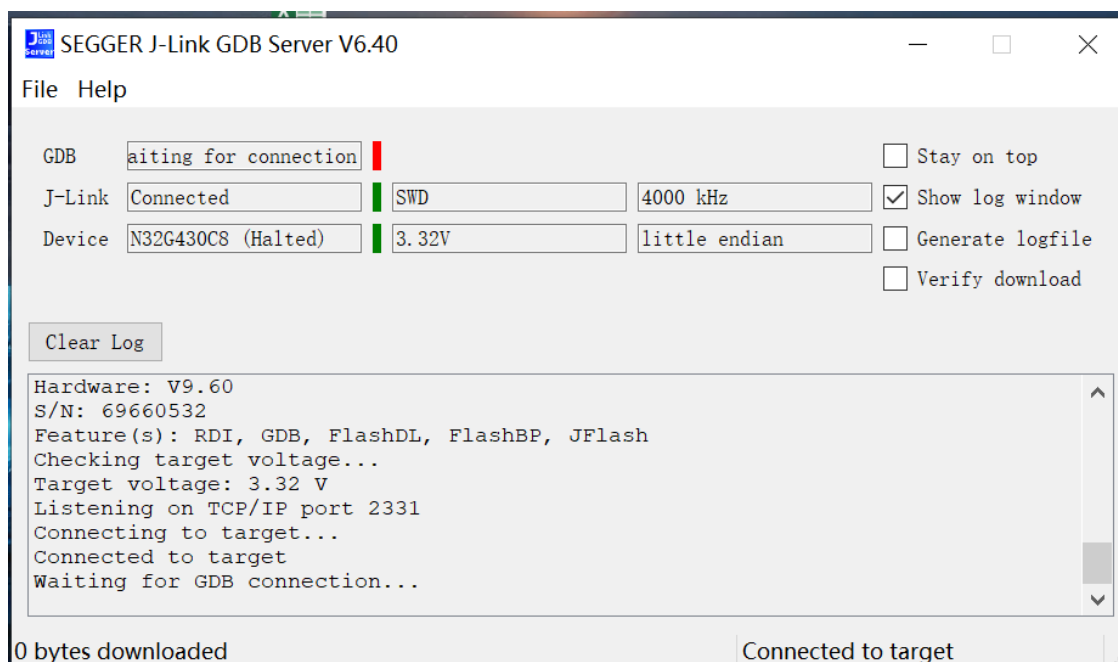 J-Link GDB Server
SEGGER J-Link GDB Server V6.40
File Help
GDB aiting for connection Stay on top
J-Link Connected SWD 4000 kHz Show log window
Device N32G430C8 (Halted) 3.32V little endian Generate logfile
Verify download
Clear Log
Hardware: V9.60
S/N: 69660532
Feature(s): RDI, GDB, FlashDL, FlashBP, JFlash
Checking target voltage...
Target voltage: 3.32 V
Listening on TCP/IP port 2331
Connecting to target...
Connected to target
Waiting for GDB connection...
0 bytes downloaded Connected to target